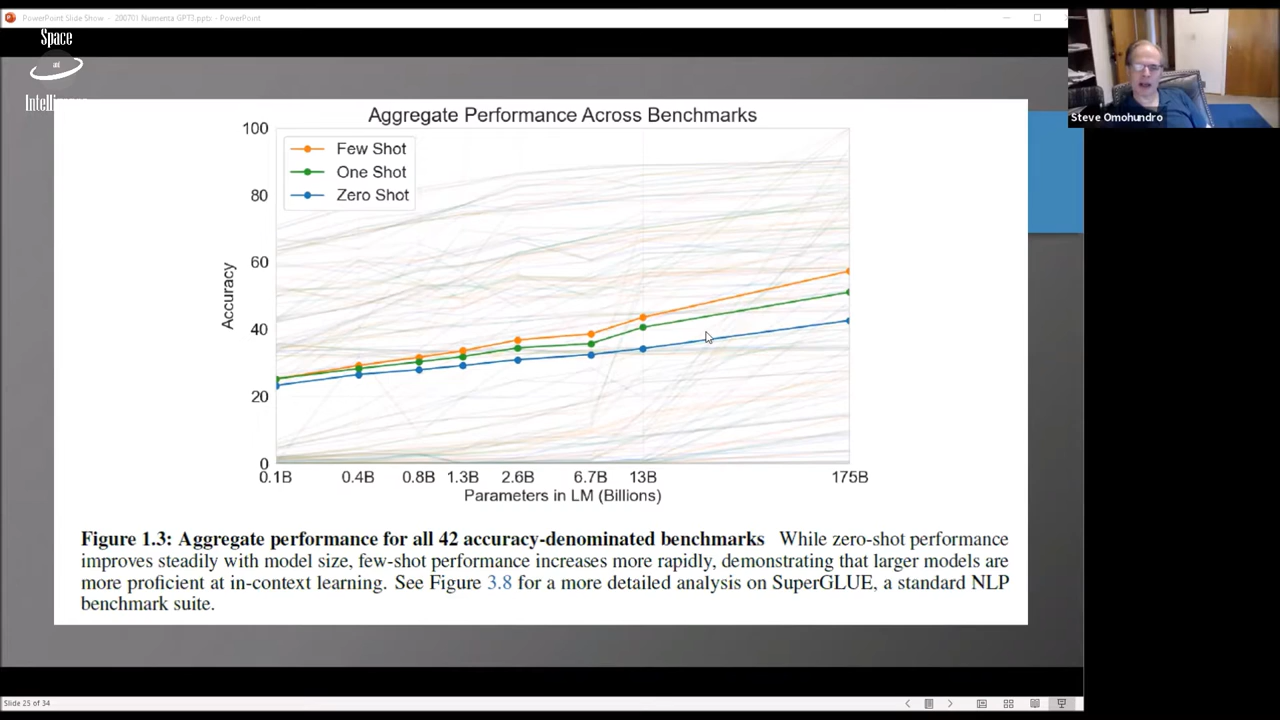 PowerPoint Slide Show - 200701 Numenta GPT3.pptx - PowerPoint
Space
and
Intelligence
Steve Omohundro
Aggregate Performance Across Benchmarks
Few Shot
One Shot
Zero Shot
100
80
60
40
20
0
Accuracy
0.1B 0.4B 0.8B 1.3B 2.6B 6.7B 13B 175B
Parameters in LM (Billions)
Figure 1.3: Aggregate performance for all 42 accuracy-denominated benchmarks While zero-shot performance
improves steadily with model size, few-shot performance increases more rapidly, demonstrating that larger models are
more proficient at in-context learning. See Figure 3.8 for a more detailed analysis on SuperGLUE, a standard NLP
benchmark suite.
Slide 25 of 34